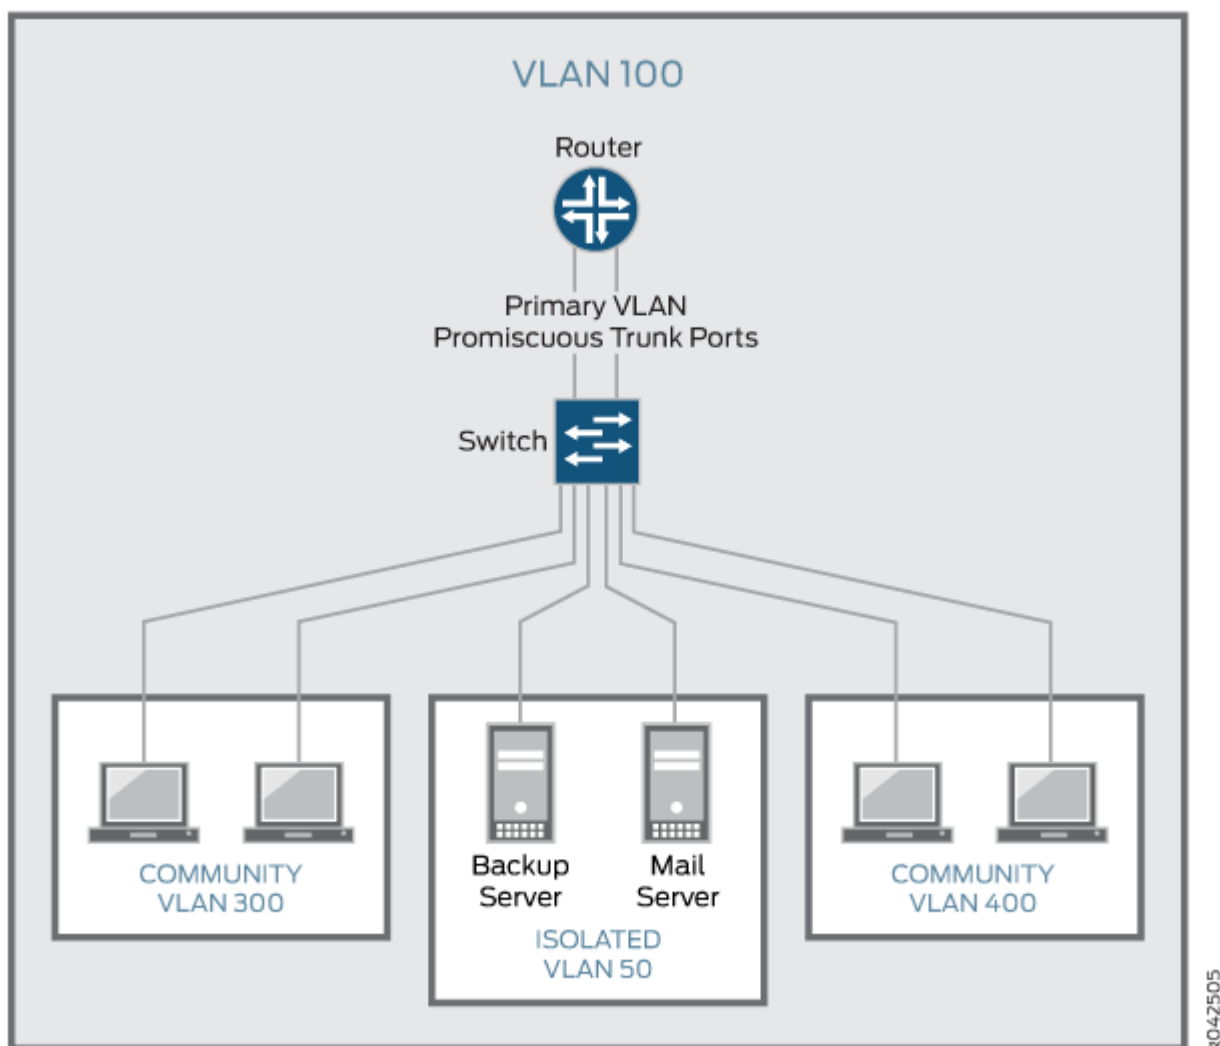 VLAN 100
Router
Primary VLAN
Promiscuous Trunk Ports
Switch
COMMUNITY
VLAN 300
Backup
Server
Mail
Server
ISOLATED
VLAN 50
COMMUNITY
VLAN 400
g042505